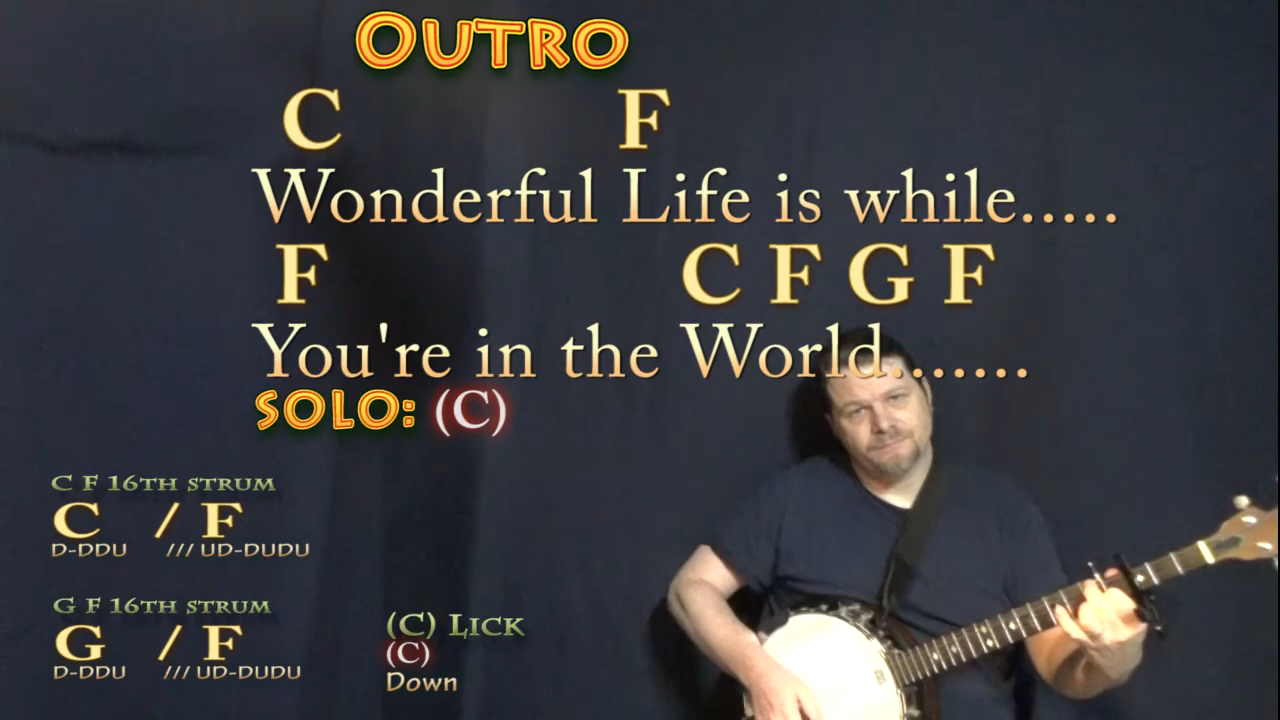 OUTRO
C F
Wonderful Life is while.....
F C F G F
You're in the World.......
SOLO: (C)
C F 16TH STRUM
C / F
D-DDU /// UD-DUDU
G F 16TH STRUM
G / F
D-DDU /// UD-DUDU
(C) LICK
(C)
Down